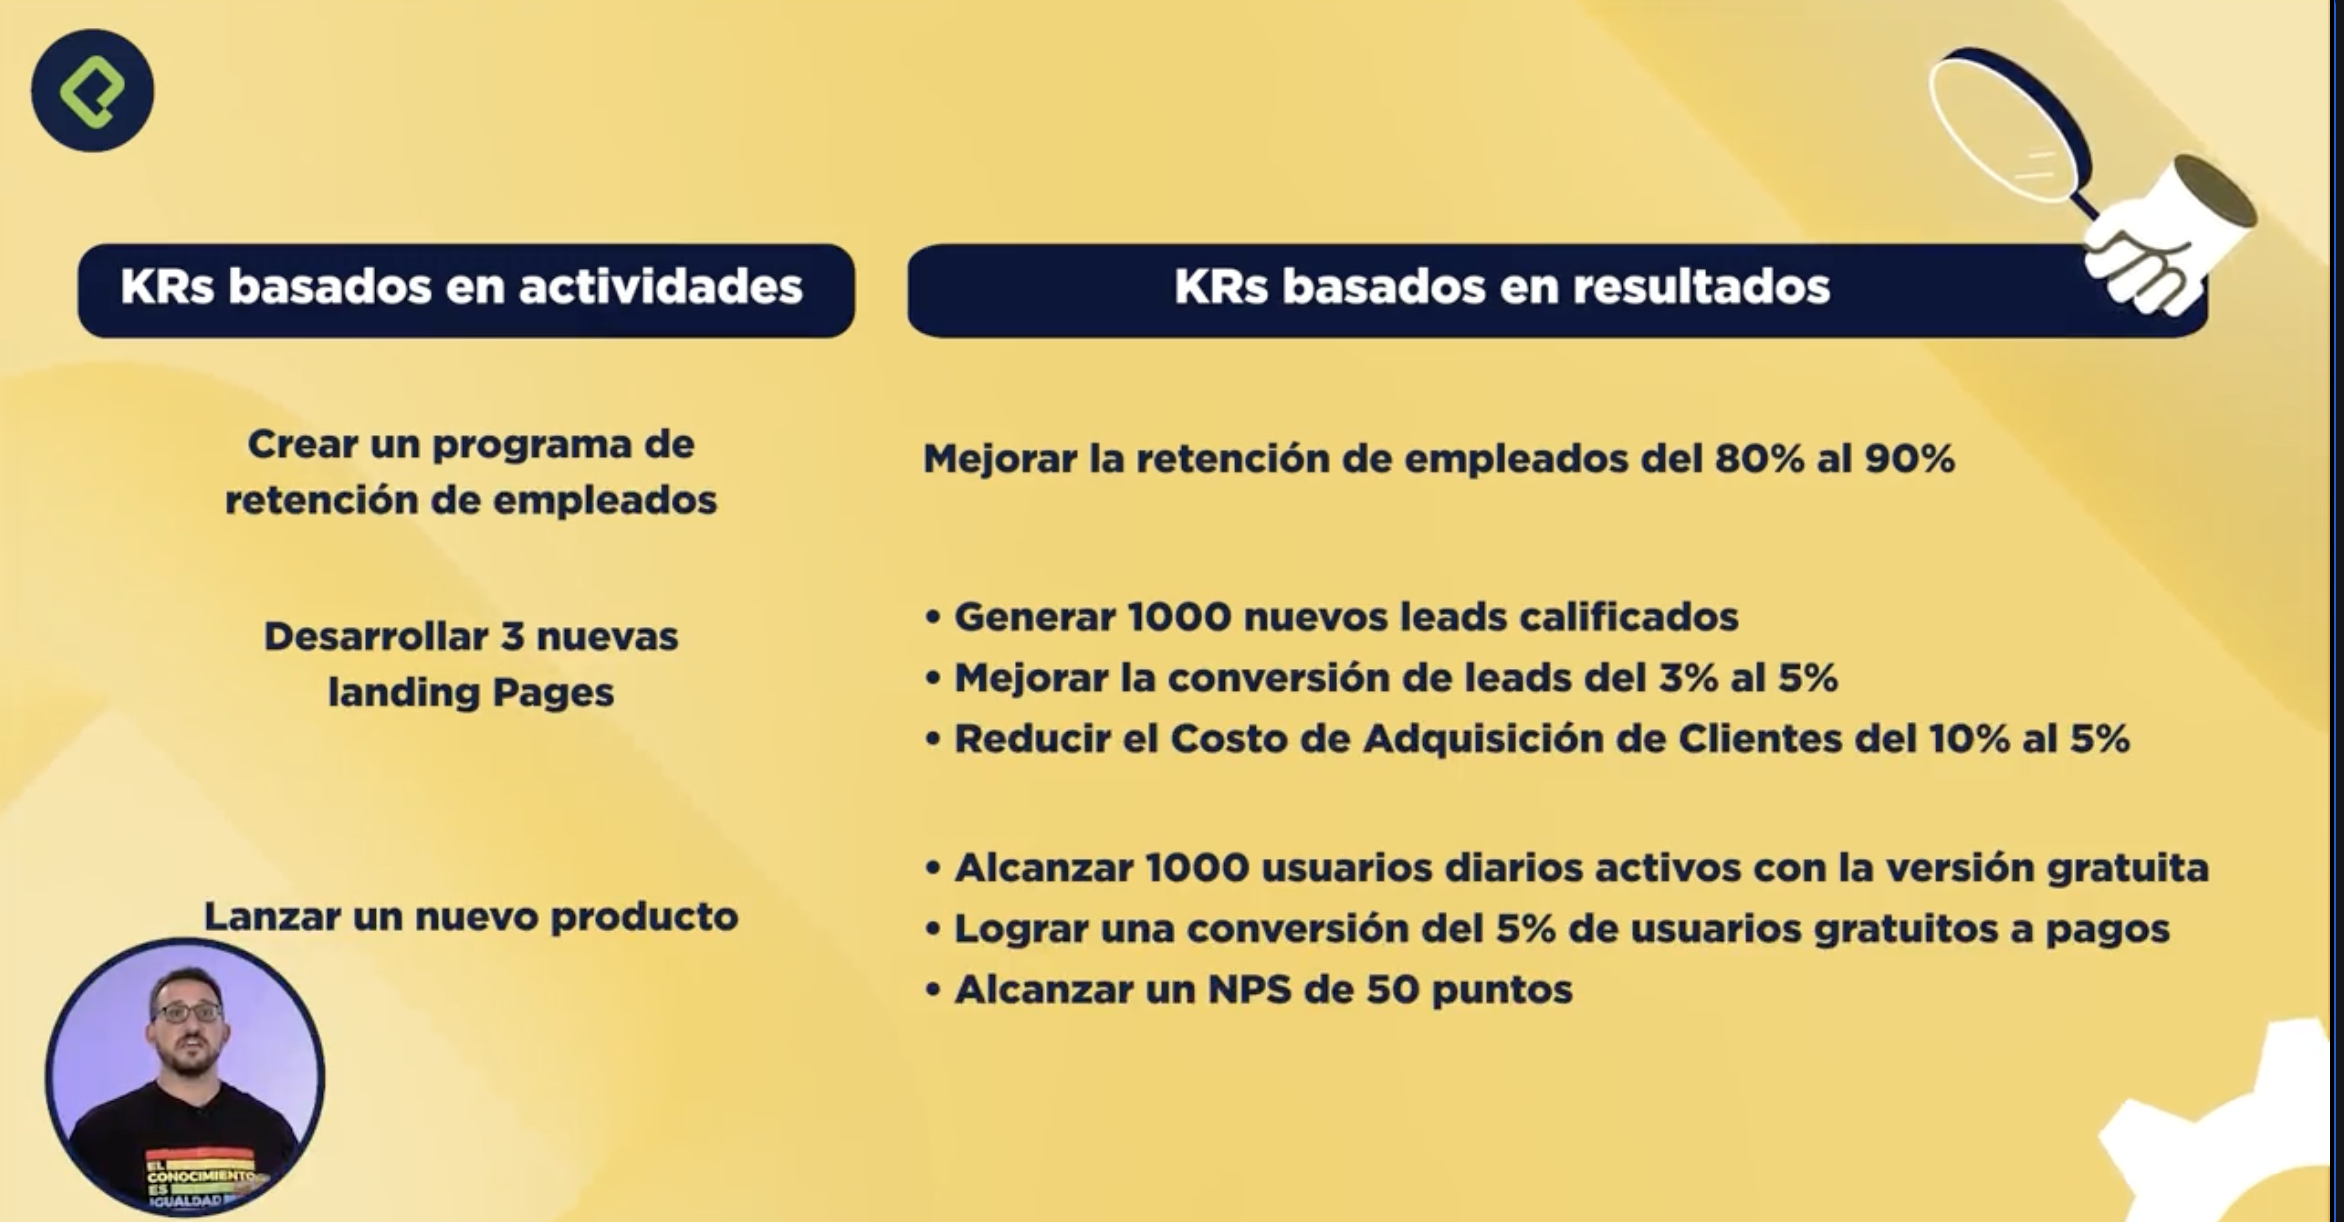 KRs basados en actividades
KRs basados en resultados
Crear un programa de
retención de empleados
Mejorar la retención de empleados del 80% al 90%
Desarrollar 3 nuevas
landing Pages
• Generar 1000 nuevos leads calificados
• Mejorar la conversión de leads del 3% al 5%
• Reducir el Costo de Adquisición de Clientes del 10% al 5%
Lanzar un nuevo producto
• Alcanzar 1000 usuarios diarios activos con la versión gratuita
• Lograr una conversión del 5% de usuarios gratuitos a pagos
• Alcanzar un NPS de 50 puntos
EL
CONOCIMIENTO
ES
IGUALDAD